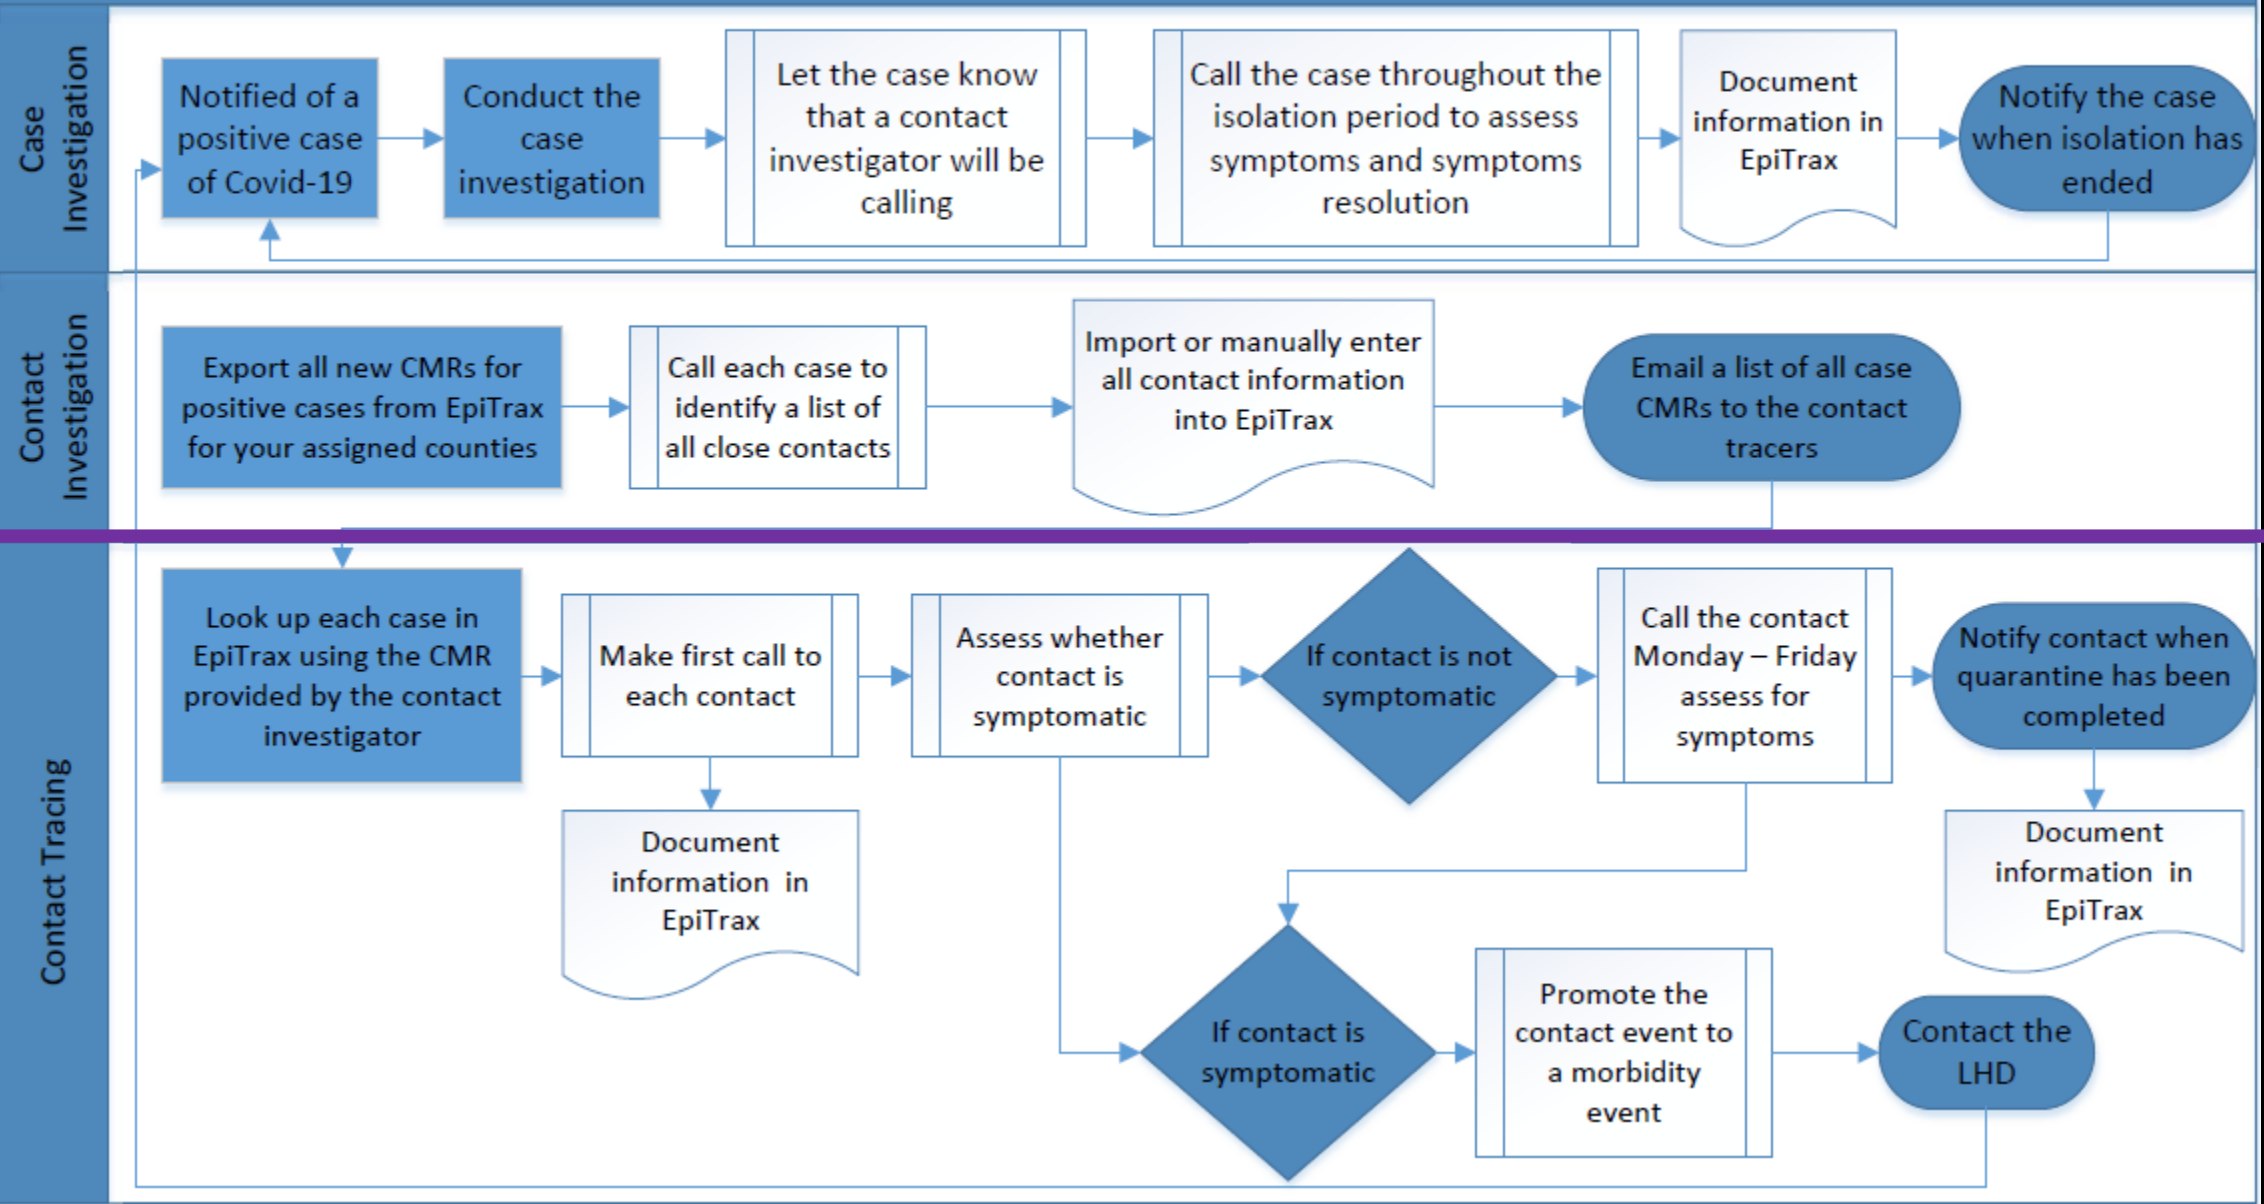 Case
Investigation
Notified of a
positive case
of Covid-19
Conduct the
case
investigation
Let the case know
that a contact
investigator will be
calling
Call the case throughout the
isolation period to assess
symptoms and symptoms
resolution
Document
information in
EpiTrax
Notify the case
when isolation has
ended
Contact
Investigation
Export all new CMRs for
positive cases from EpiTrax
for your assigned counties
Call each case to
identify a list of
all close contacts
Import or manually enter
all contact information
into EpiTrax
Email a list of all case
CMRs to the contact
tracers
Contact Tracing
Look up each case in
EpiTrax using the CMR
provided by the contact
investigator
Make first call to
each contact
Document
information in
EpiTrax
Assess whether
contact is
symptomatic
If contact is not
symptomatic
Call the contact
Monday – Friday
assess for
symptoms
Notify contact when
quarantine has been
completed
Document
information in
EpiTrax
If contact is
symptomatic
Promote the
contact event to
a morbidity
event
Contact the
LHD